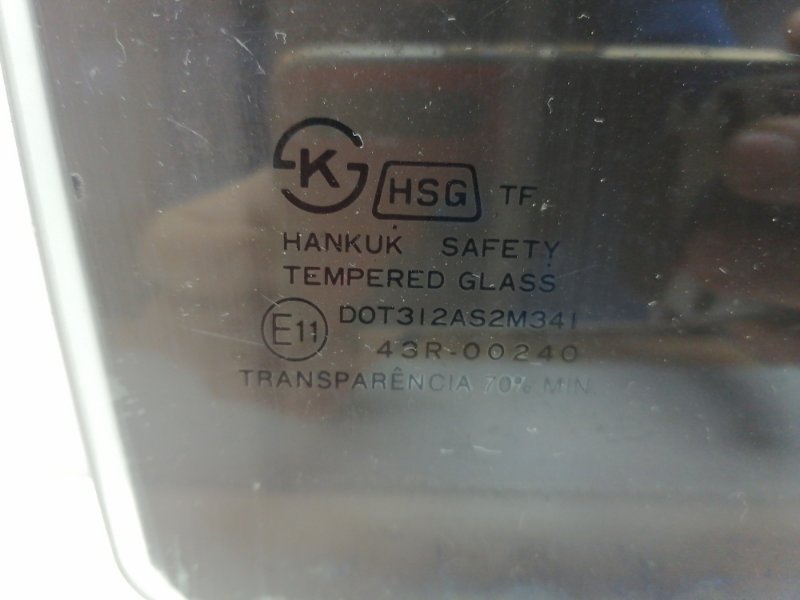 K HSG TF
HANKUK SAFETY
TEMPERED GLASS
E11 DOT312AS2M341
43R-00240
TRANSPARÊNCIA 70% MIN.